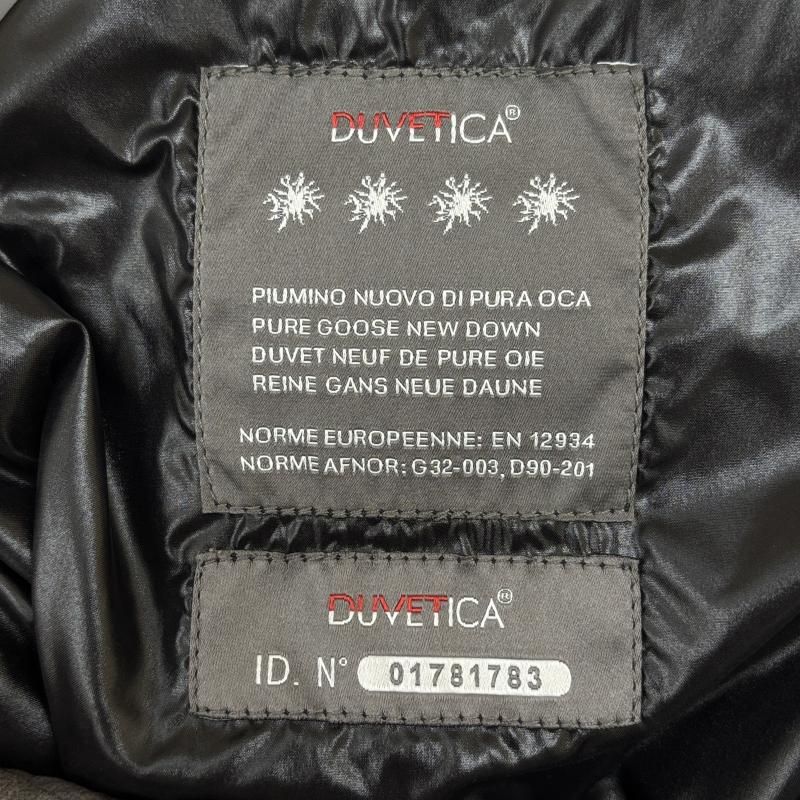 DUVETICA®
PIUMINO NUOVO DI PURA OCA
PURE GOOSE NEW DOWN
DUVET NEUF DE PURE OIE
REINE GANS NEUE DAUNE
NORME EUROPEENNE: EN 12934
NORME AFNOR: G32-003, D90-201
DUVETICA®
ID. N° 01781783